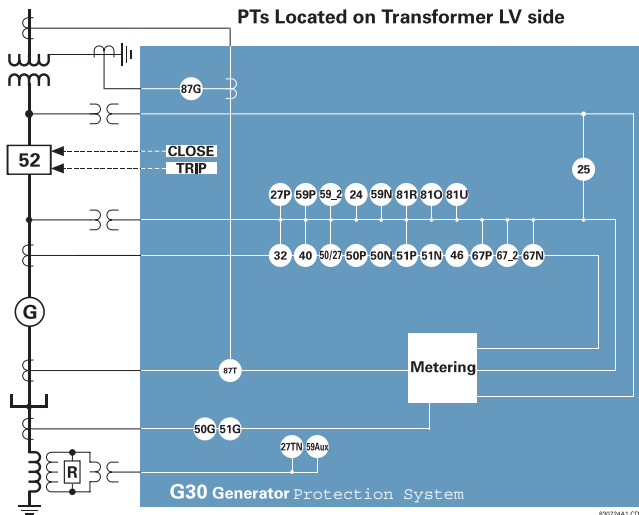 PTs Located on Transformer LV side
87G
CLOSE
52
TRIP
25
27P 59P 59_2 24 59N 81R 81O 81U
32 40 50/27 50P 50N 51P 51N 46 67P 67_2 67N
G
Metering
87T
50G 51G
27TN 59Aux
R
G30 Generator Protection System
830724A1.CD